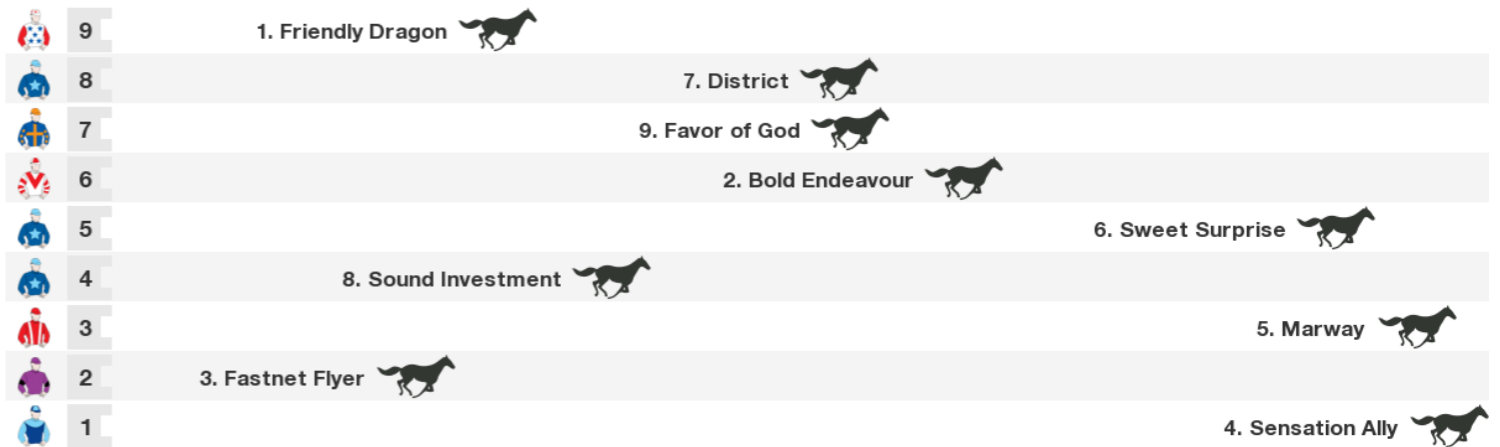 9 1. Friendly Dragon
8 7. District
7 9. Favor of God
6 2. Bold Endeavour
5 6. Sweet Surprise
4 8. Sound Investment
3 5. Marway
2 3. Fastnet Flyer
1 4. Sensation Ally